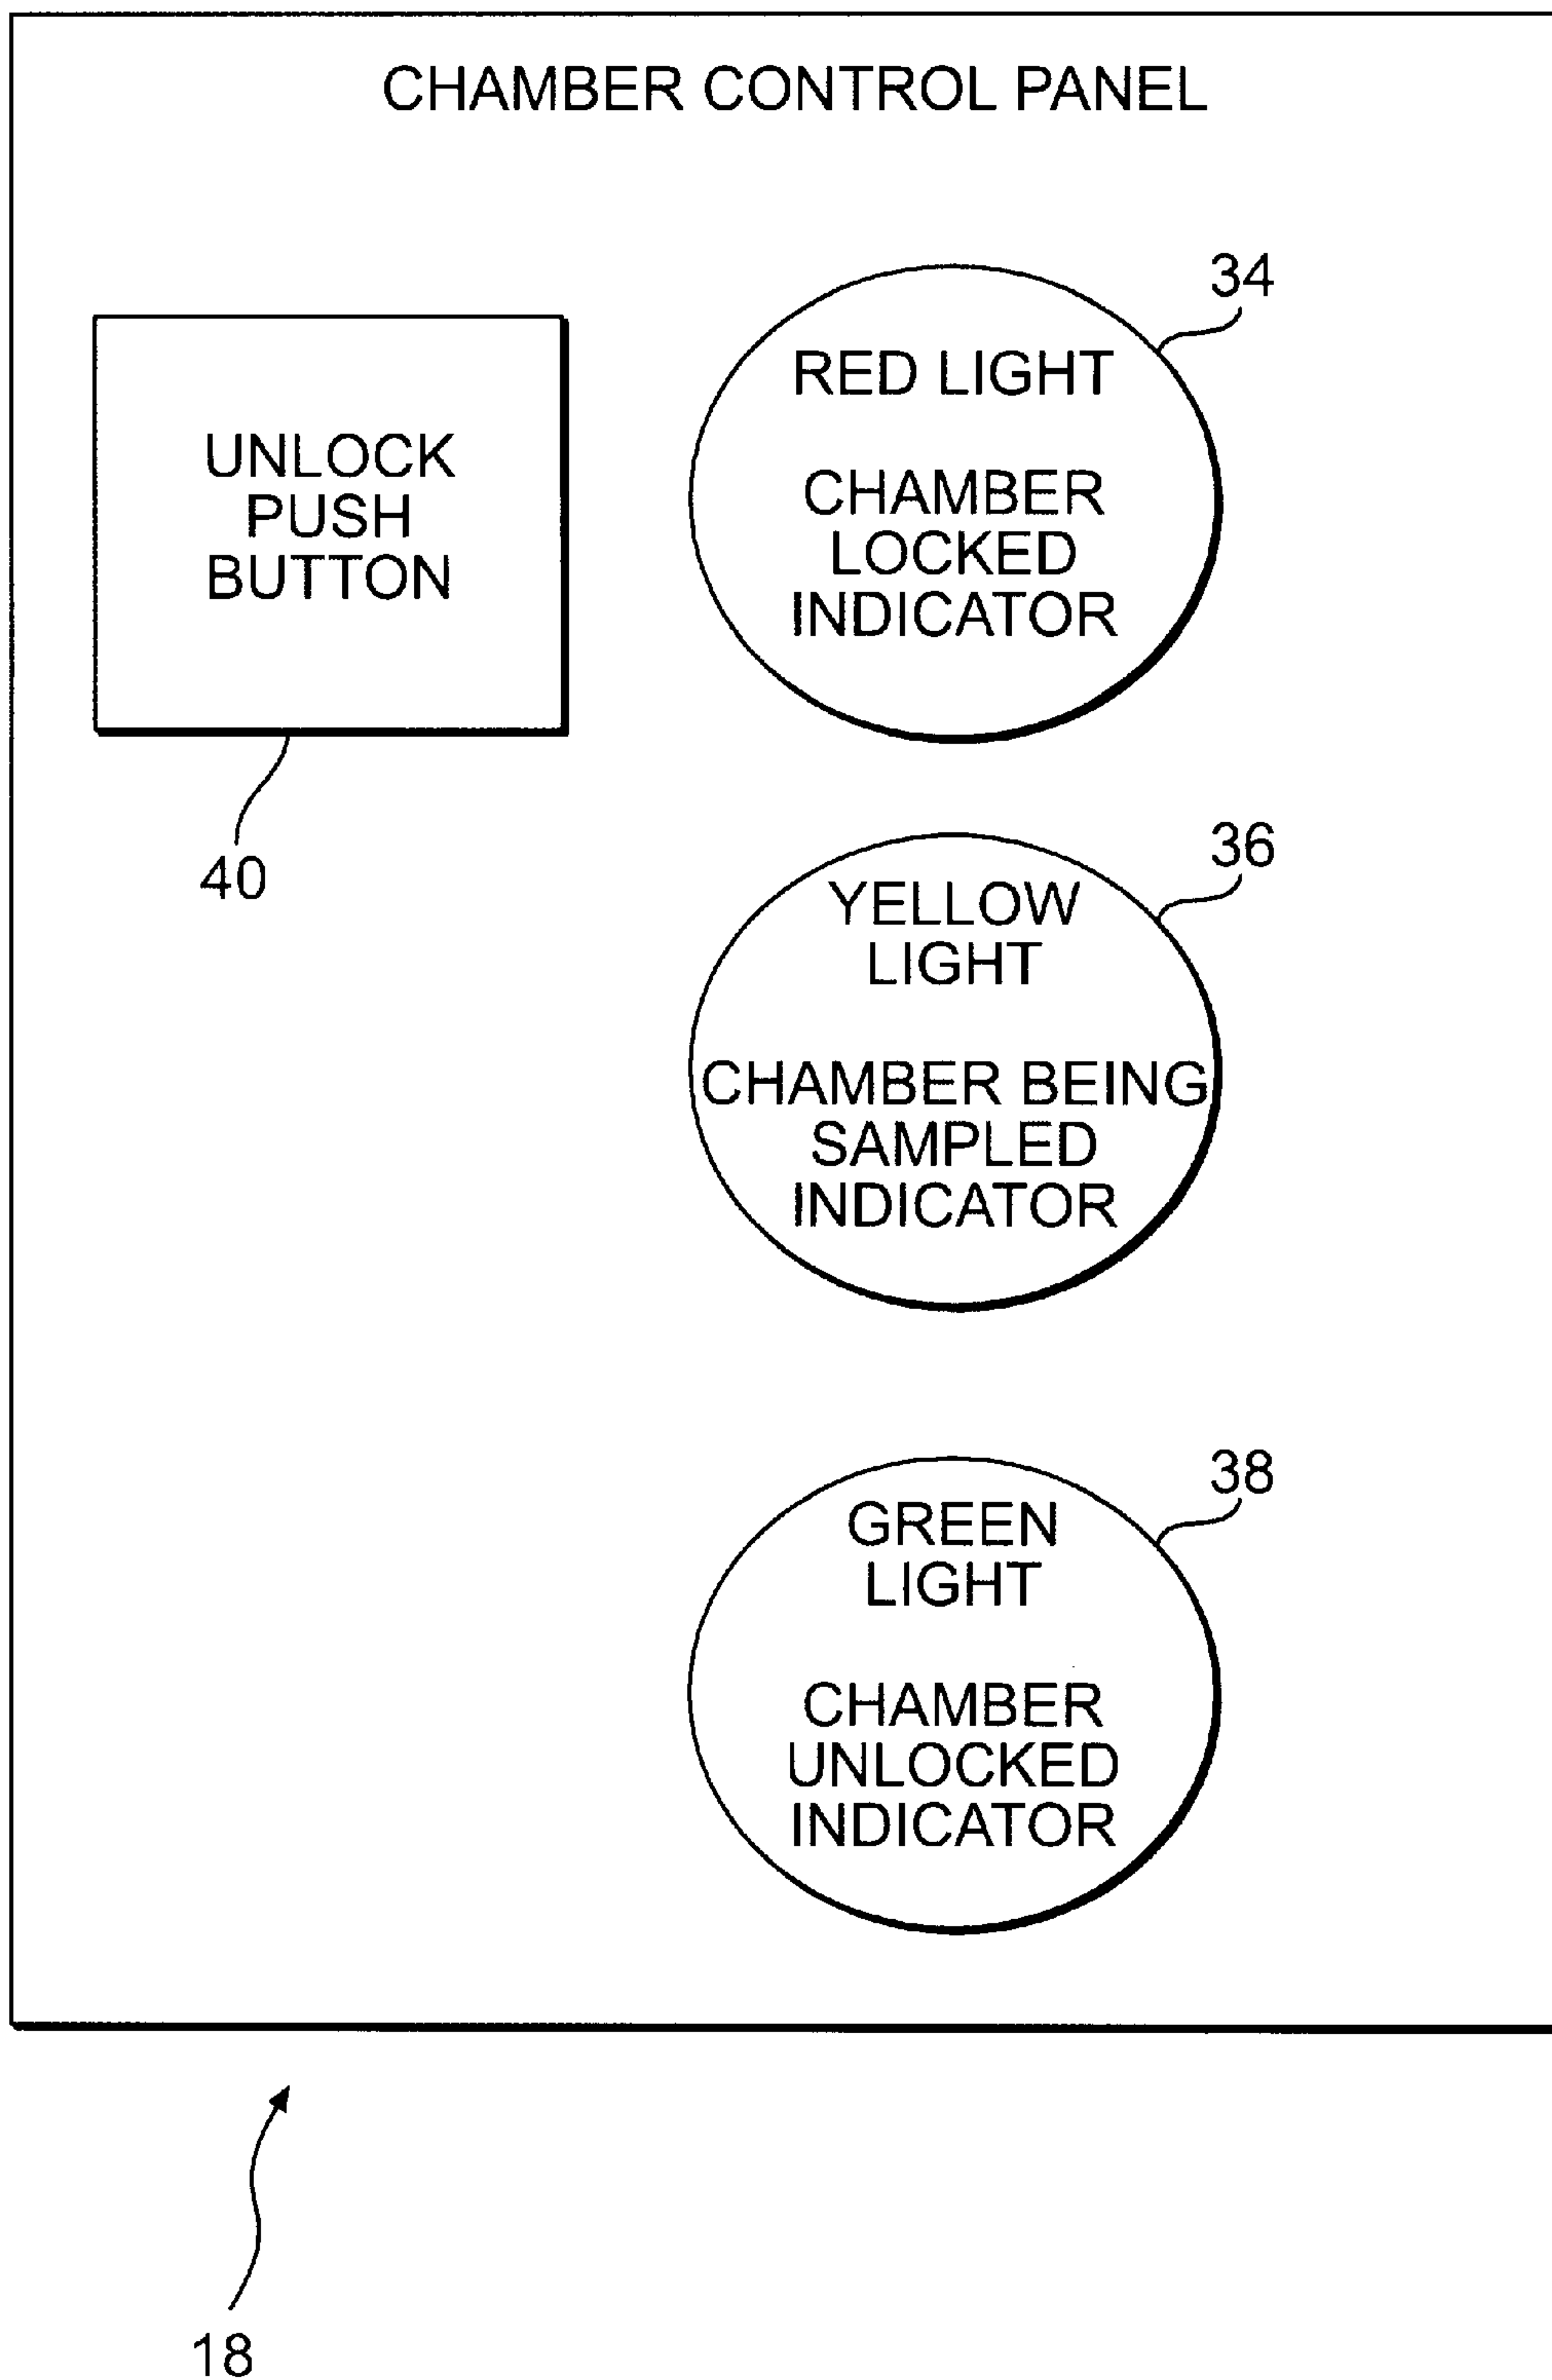 CHAMBER CONTROL PANEL
UNLOCK
PUSH
BUTTON
40
34
RED LIGHT
CHAMBER
LOCKED
INDICATOR
36
YELLOW
LIGHT
CHAMBER BEING
SAMPLED
INDICATOR
38
GREEN
LIGHT
CHAMBER
UNLOCKED
INDICATOR
18